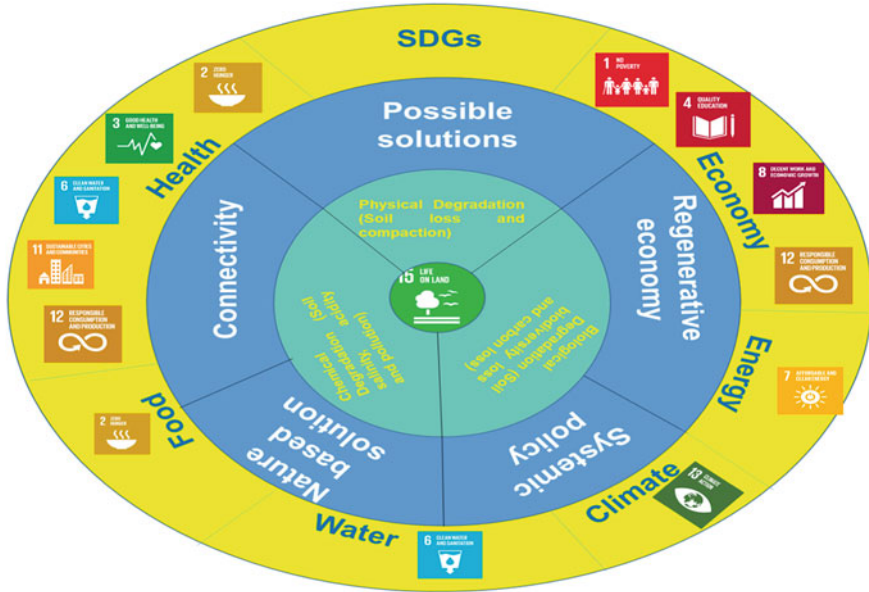 SDGs
1 NO
POVERTY
4 QUALITY
EDUCATION
Economy
8 DECENT WORK AND
ECONOMIC GROWTH
12 RESPONSIBLE
CONSUMPTION
AND PRODUCTION
Energy
7 AFFORDABLE AND
CLEAN ENERGY
Climate
13 CLIMATE
ACTION
Water
6 CLEAN WATER
AND SANITATION
Food
2 ZERO
HUNGER
12 RESPONSIBLE
CONSUMPTION
AND PRODUCTION
11 SUSTAINABLE CITIES
AND COMMUNITIES
6 CLEAN WATER
AND SANITATION
Health
3 GOOD HEALTH
AND WELL-BEING
2 ZERO
HUNGER
Possible
solutions
Regenerative
economy
Systemic
policy
Nature
based
solution
Connectivity
Physical Degradation
(Soil loss and
compaction)
Biological
Degradation (Soil
biodiversity loss
and carbon loss)
Chemical
Degradation (Soil
salinity, acidity
and pollution)
15 LIFE
ON LAND